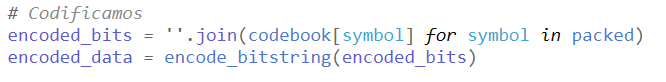 # Codificamos
encoded_bits = ''.join(codebook[symbol] for symbol in packed)
encoded_data = encode_bitstring(encoded_bits)